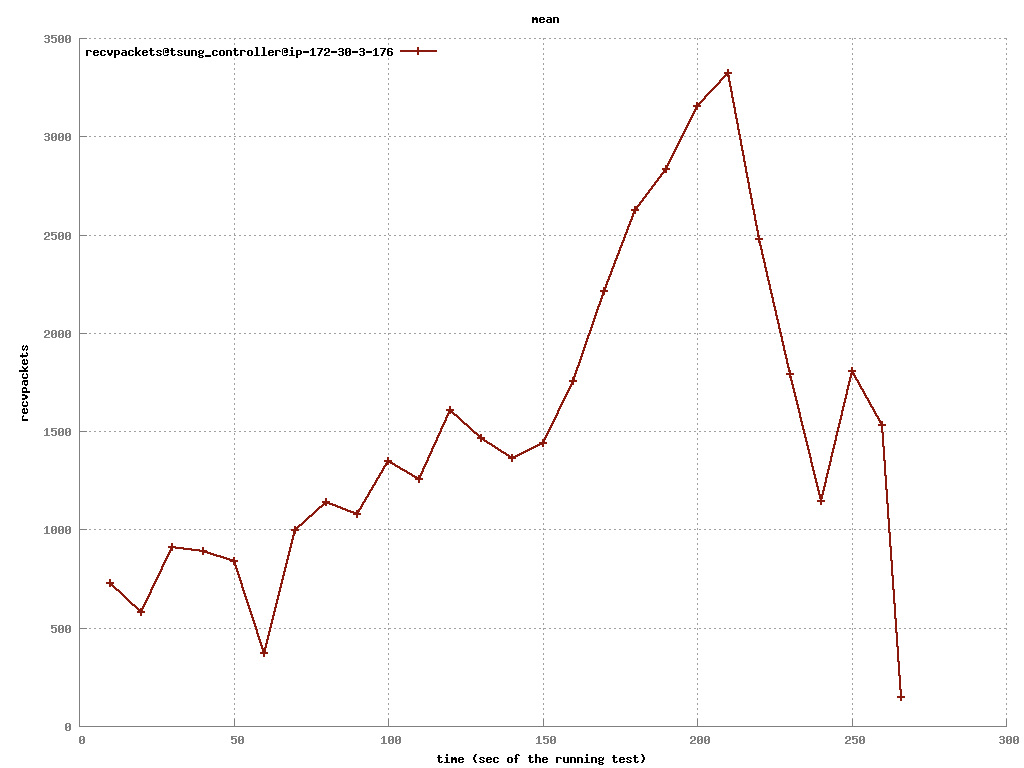 mean
3500
recvpackets@tsung_controller@ip-172-30-3-176
3000
2500
2000
recvpackets
1500
1000
500
0
0 50 100 150 200 250 300
time (sec of the running test)